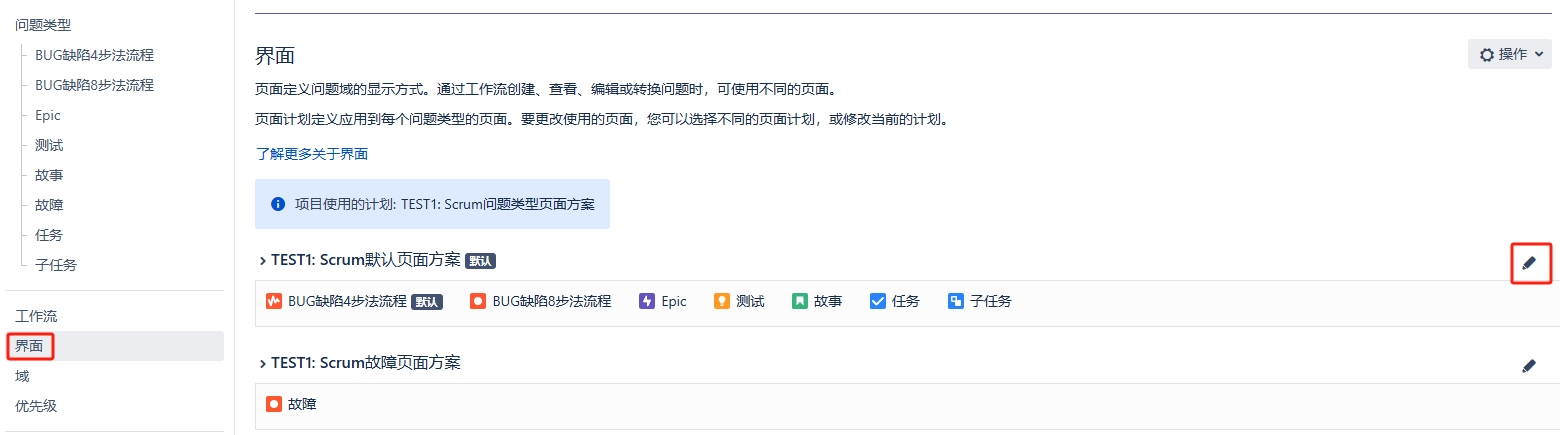 问题类型
BUG缺陷4步法流程
BUG缺陷8步法流程
Epic
测试
故事
故障
任务
子任务
工作流
界面
域
优先级
界面
操作
页面定义问题域的显示方式。通过工作流创建、查看、编辑或转换问题时，可使用不同的页面。
页面计划定义应用到每个问题类型的页面。要更改使用的页面，您可以选择不同的页面计划，或修改当前的计划。
了解更多关于界面
项目使用的计划: TEST1: Scrum问题类型页面方案
TEST1: Scrum默认页面方案 默认
BUG缺陷4步法流程 默认 BUG缺陷8步法流程 Epic 测试 故事 任务 子任务
TEST1: Scrum故障页面方案
故障